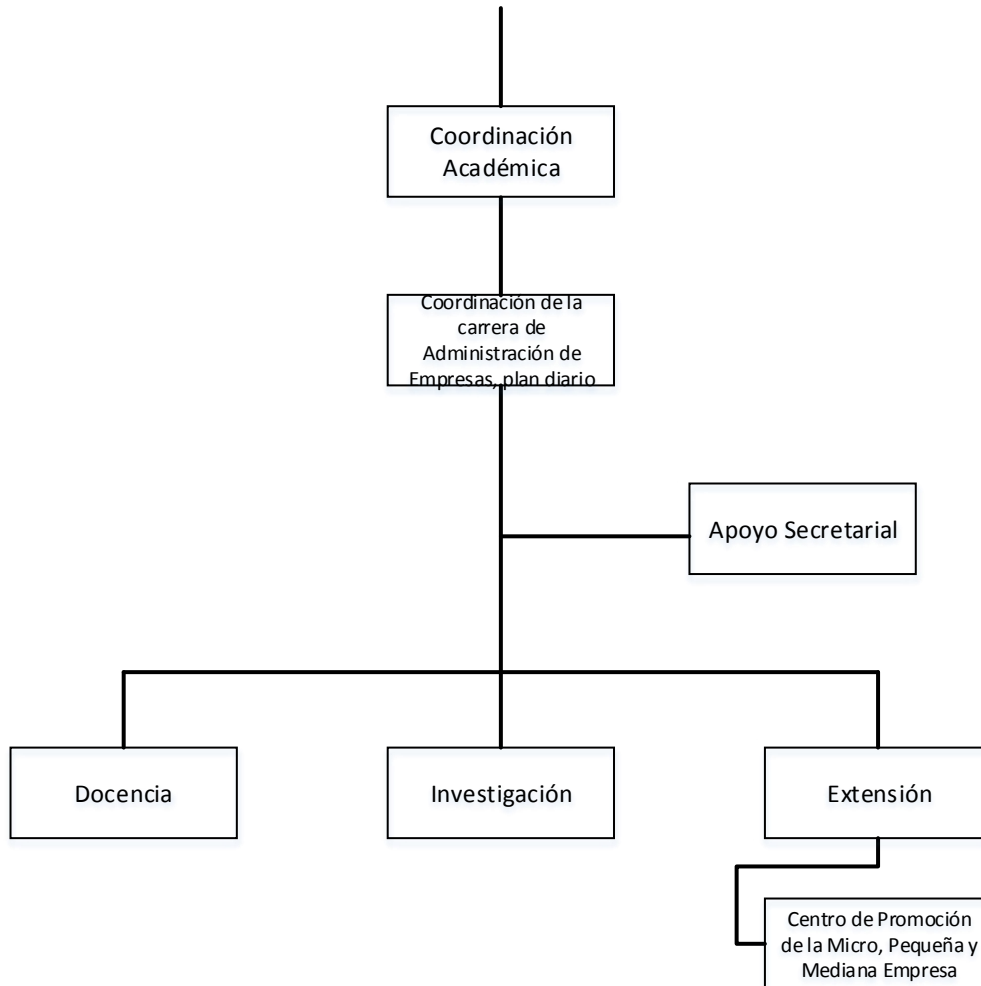 Coordinación
Académica
Coordinación de la
carrera de
Administración de
Empresas, plan diario
Apoyo Secretarial
Docencia
Investigación
Extensión
Centro de Promoción
de la Micro, Pequeña y
Mediana Empresa